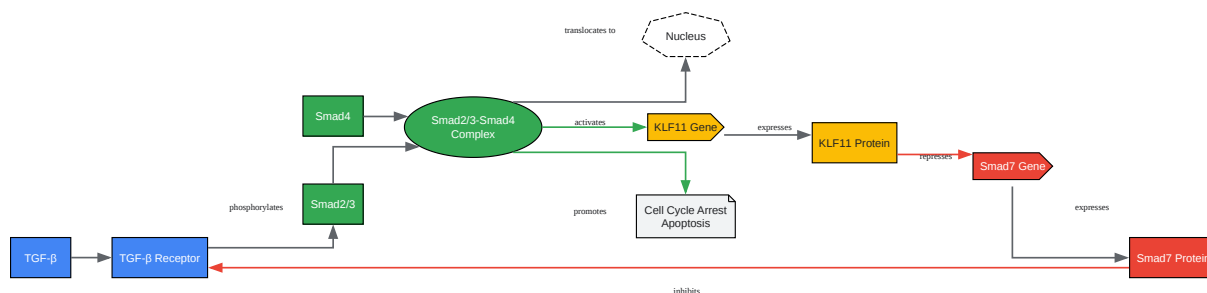 translocates to
Nucleus
Smad4
Smad2/3-Smad4
Complex
activates
KLF11 Gene
expresses
KLF11 Protein
represses
Smad7 Gene
phosphorylates
Smad2/3
promotes
Cell Cycle Arrest
Apoptosis
expresses
TGF-β
TGF-β Receptor
Smad7 Protein
inhibits